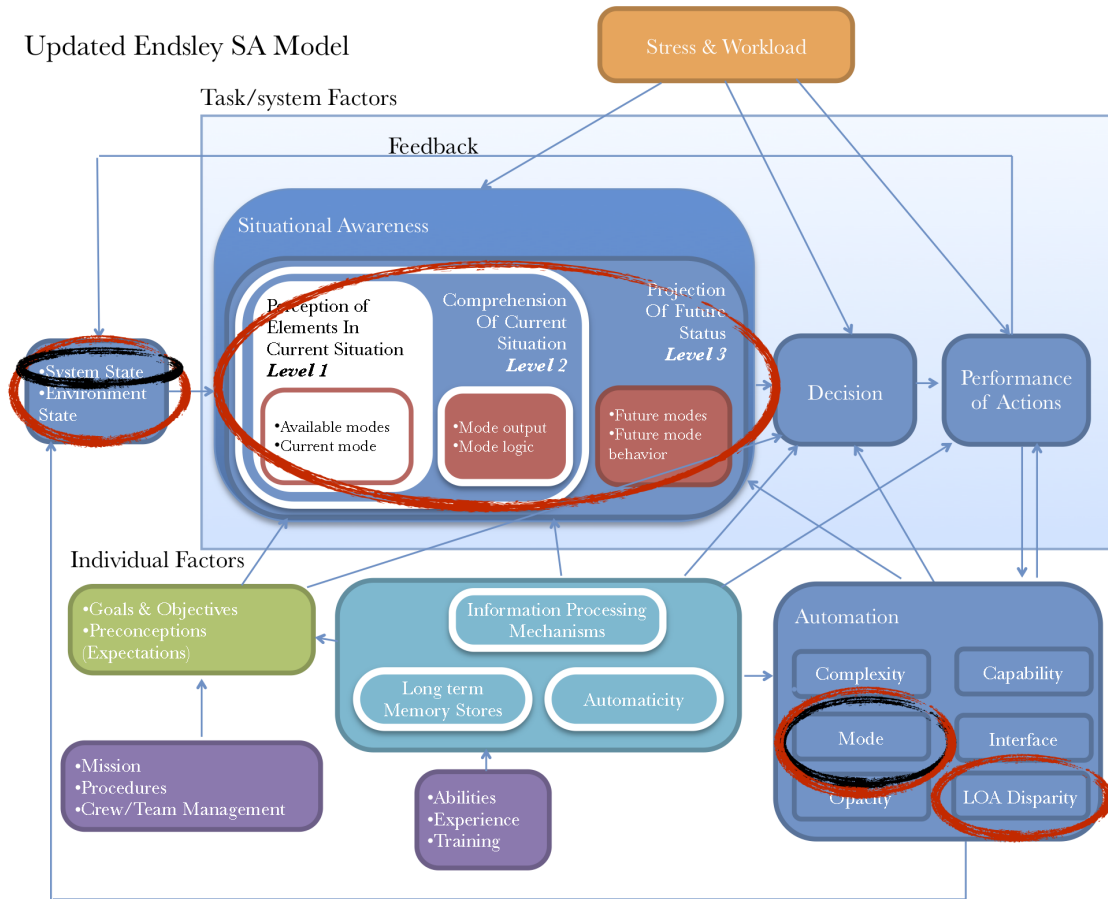 Updated Endsley SA Model
Stress & Workload
Task/system Factors
Feedback
Situational Awareness
Perception of
Elements In
Current Situation
Level 1
•Available modes
•Current mode
Comprehension
Of Current
Situation
Level 2
•Mode output
•Mode logic
Projection
Of Future
Status
Level 3
•Future modes
•Future mode
behavior
•System State
•Environment
State
Decision
Performance
of Actions
Individual Factors
•Goals & Objectives
•Preconceptions
(Expectations)
Information Processing
Mechanisms
Long term
Memory Stores
Automaticity
Automation
Complexity
Capability
Mode
Interface
Opacity
LOA Disparity
•Mission
•Procedures
•Crew/Team Management
•Abilities
•Experience
•Training